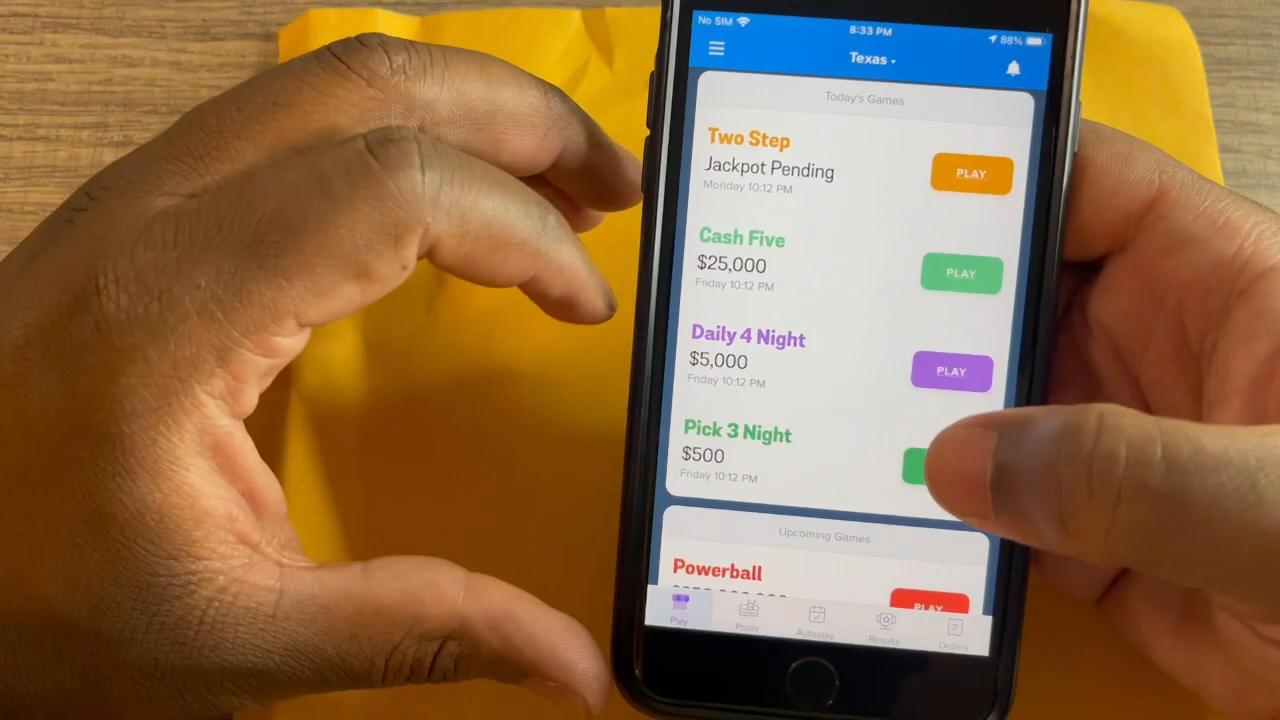 No SIM 8:33 PM 88%
Texas
Today's Games
Two Step
Jackpot Pending
Monday 10:12 PM
PLAY
Cash Five
$25,000
Friday 10:12 PM
PLAY
Daily 4 Night
$5,000
Friday 10:12 PM
PLAY
Pick 3 Night
$500
Friday 10:12 PM
Upcoming Games
Powerball
PLAY
Play Pools Autoplay Results Orders